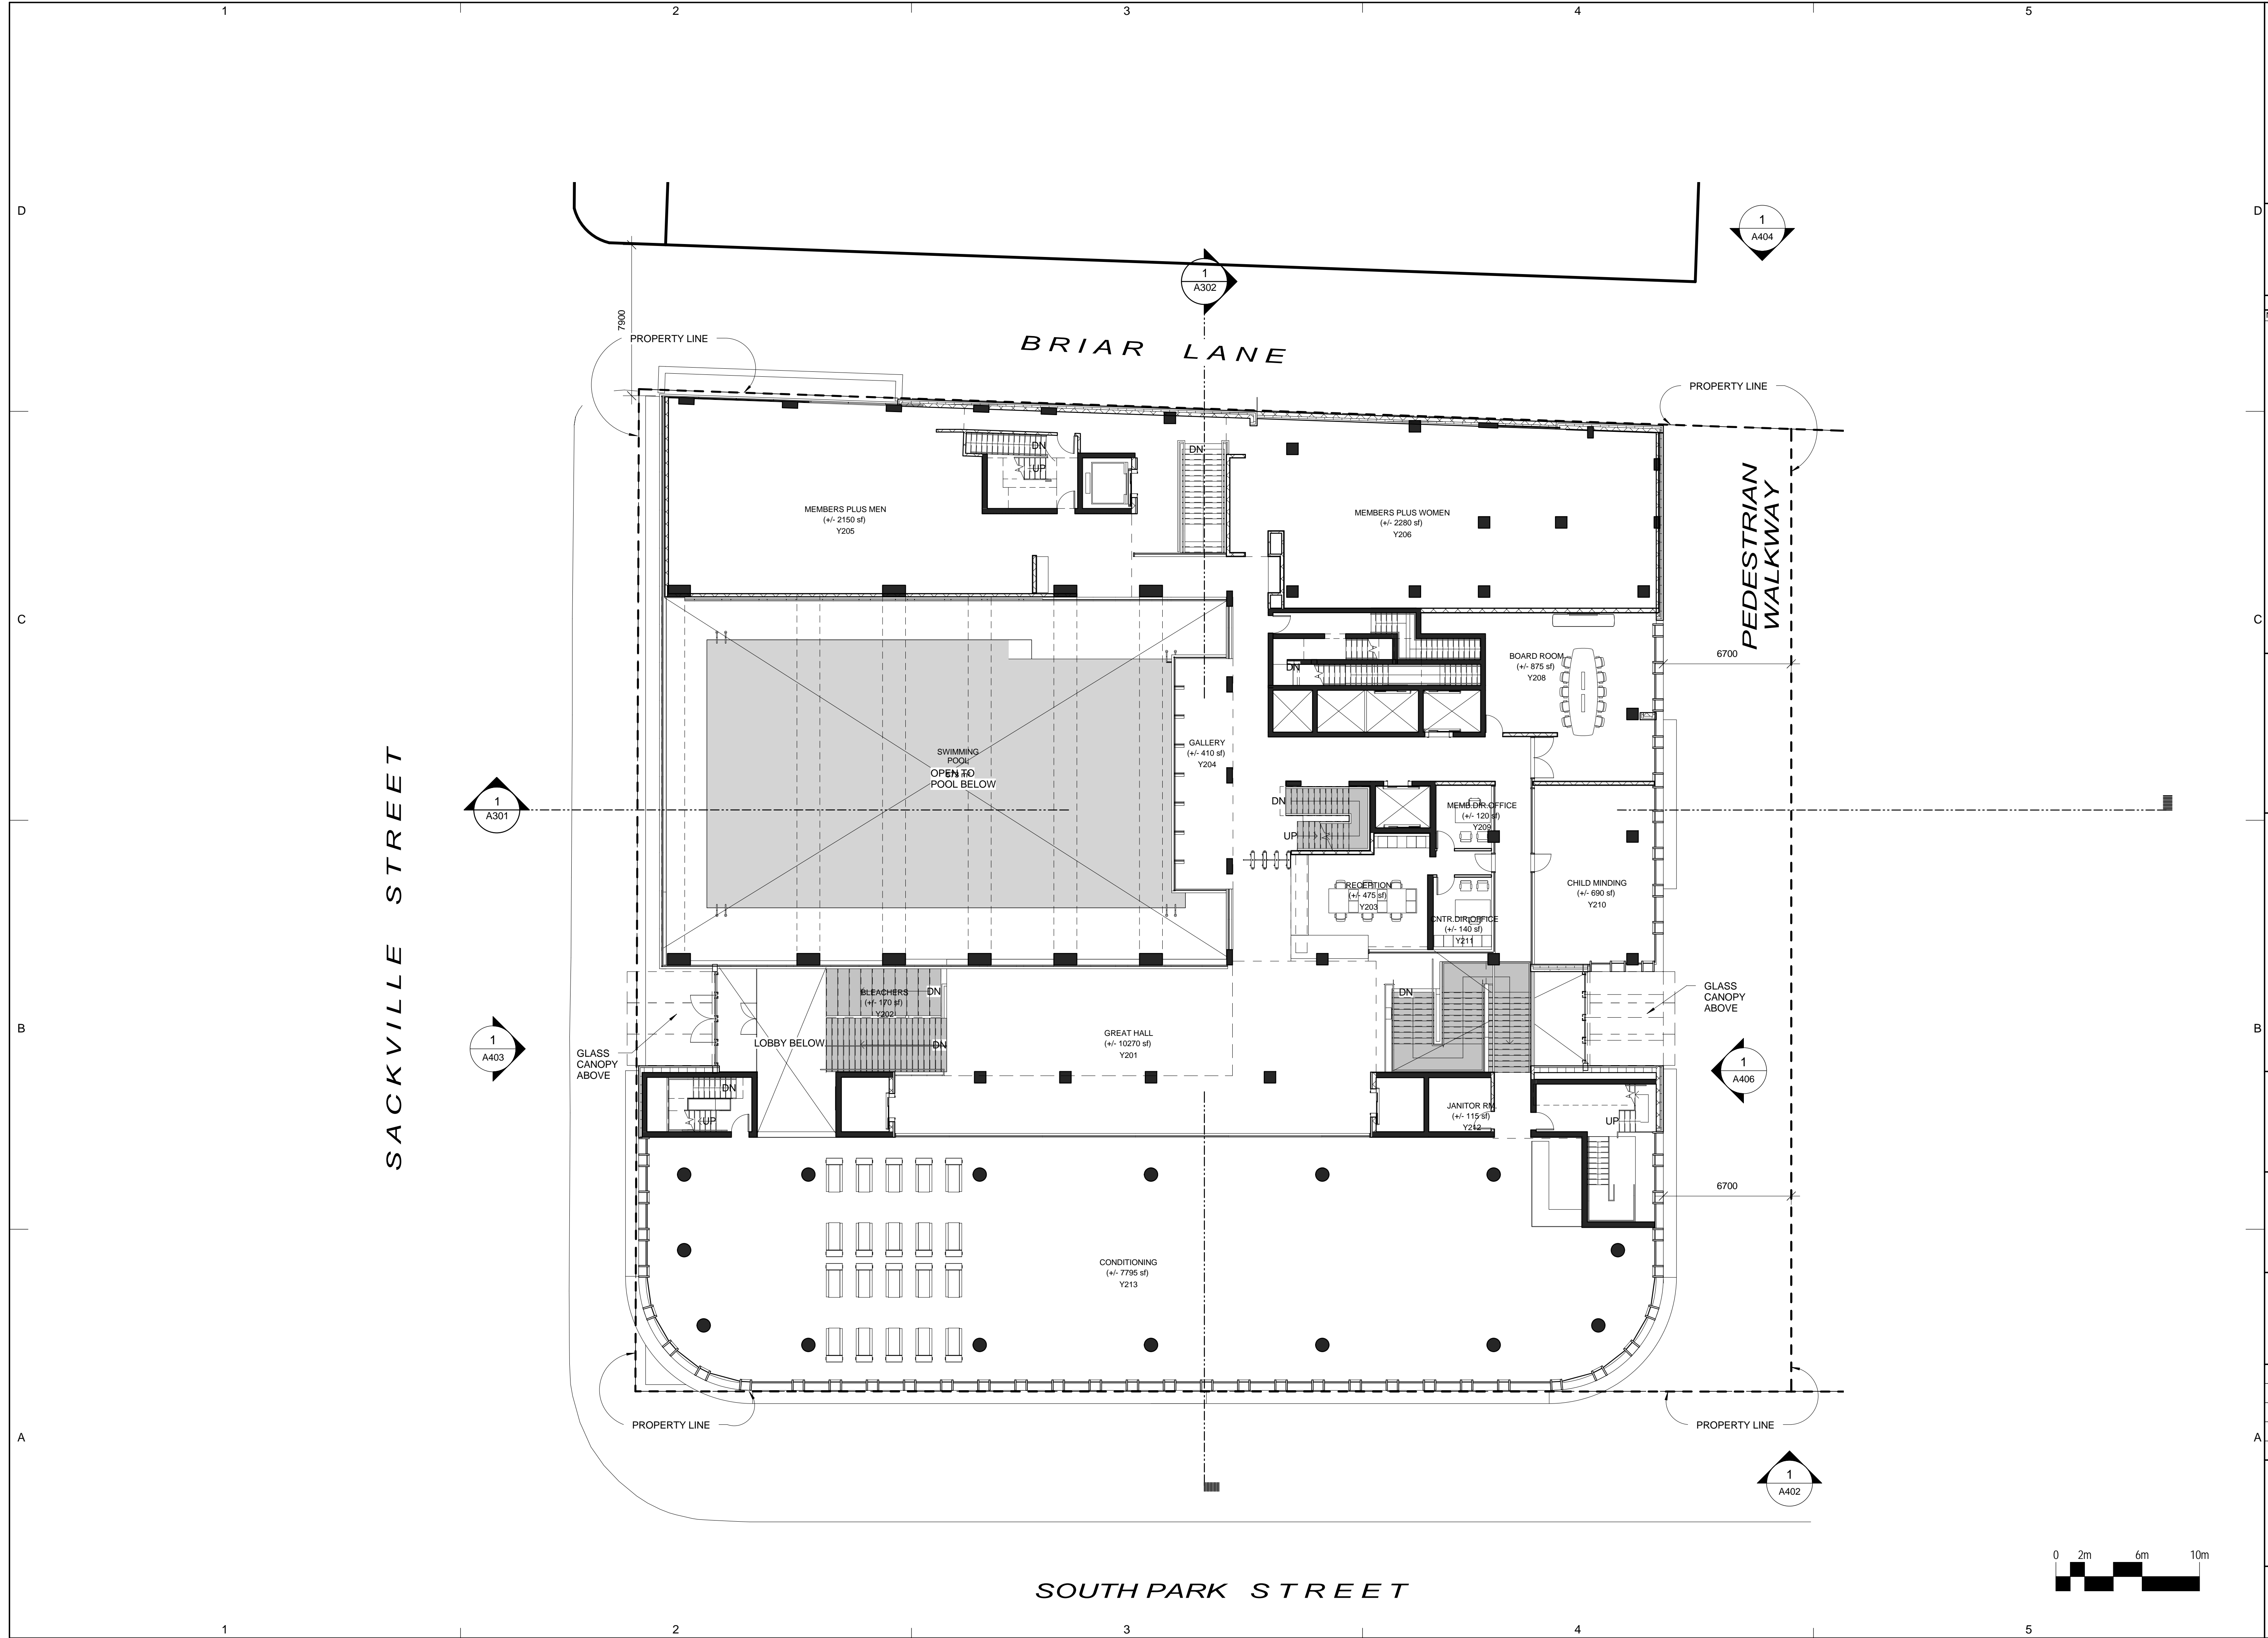 1 2 3 4 5
D D
1
A404
1
A302
7900
PROPERTY LINE
BRIAR LANE
PROPERTY LINE
DN
UP
DN
PEDESTRIAN
WALKWAY
MEMBERS PLUS MEN
(+/- 2150 sf)
Y205
MEMBERS PLUS WOMEN
(+/- 2280 sf)
Y206
C C
BOARD ROOM
(+/- 875 sf)
Y208
6700
DN
SWIMMING
POOL
OPEN TO
POOL BELOW
GALLERY
(+/- 410 sf)
Y204
SACKVILLE STREET
1
A301
DN
UP
MEMB.DIR.OFFICE
(+/- 120 sf)
Y209
RECEPTION
(+/- 475 sf)
Y203
CHILD MINDING
(+/- 690 sf)
Y210
CNTR.DIR.OFFICE
(+/- 140 sf)
Y211
BLEACHERS
(+/- 170 sf)
Y202
DN
DN
DN
GLASS
CANOPY
ABOVE
B B
1
A403
GLASS
CANOPY
ABOVE
LOBBY BELOW
GREAT HALL
(+/- 10270 sf)
Y201
1
A406
DN
UP
JANITOR RM.
(+/- 115 sf)
Y212
UP
6700
CONDITIONING
(+/- 7795 sf)
Y213
PROPERTY LINE
PROPERTY LINE
A A
1
A402
0 2m 6m 10m
SOUTH PARK STREET
1 2 3 4 5